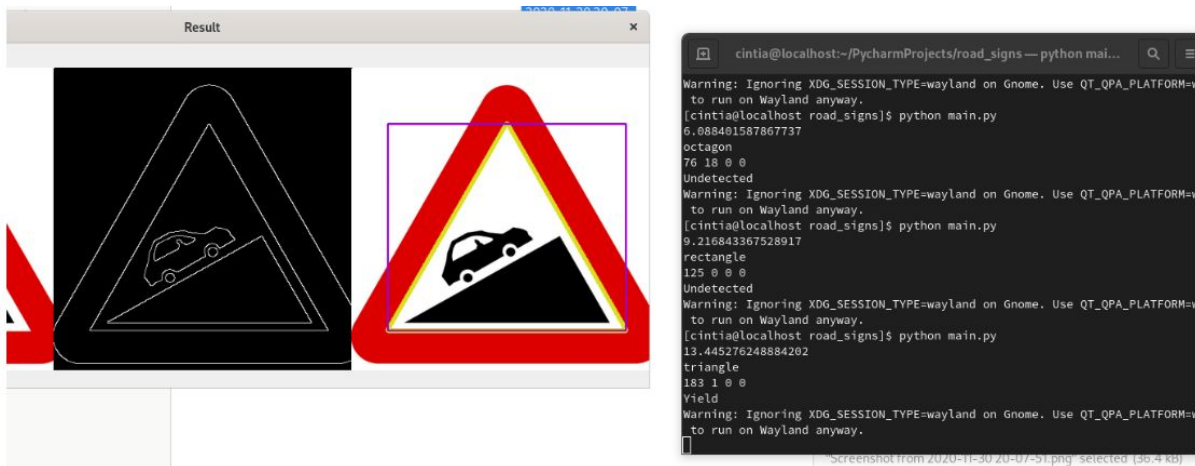 Result
×
cintia@localhost:~/PycharmProjects/road_signs — python mai...
Warning: Ignoring XDG_SESSION_TYPE=wayland on Gnome. Use QT_QPA_PLATFORM=w
to run on Wayland anyway.
[cintia@localhost road_signs]$ python main.py
6.088401587867737
octagon
76 18 0 0
Undetected
Warning: Ignoring XDG_SESSION_TYPE=wayland on Gnome. Use QT_QPA_PLATFORM=w
to run on Wayland anyway.
[cintia@localhost road_signs]$ python main.py
9.216843367528917
rectangle
125 0 0 0
Undetected
Warning: Ignoring XDG_SESSION_TYPE=wayland on Gnome. Use QT_QPA_PLATFORM=w
to run on Wayland anyway.
[cintia@localhost road_signs]$ python main.py
13.445276248884202
triangle
183 1 0 0
Yield
Warning: Ignoring XDG_SESSION_TYPE=wayland on Gnome. Use QT_QPA_PLATFORM=w
to run on Wayland anyway.
"Screenshot from 2020-11-30 20-07-51.png" selected (36.4 kB)